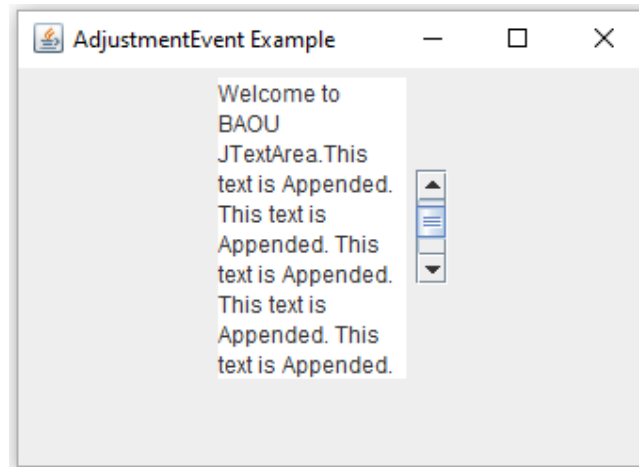 AdjustmentEvent Example
Welcome to
BAOU
JTextArea.This
text is Appended.
This text is
Appended. This
text is Appended.
This text is
Appended. This
text is Appended.